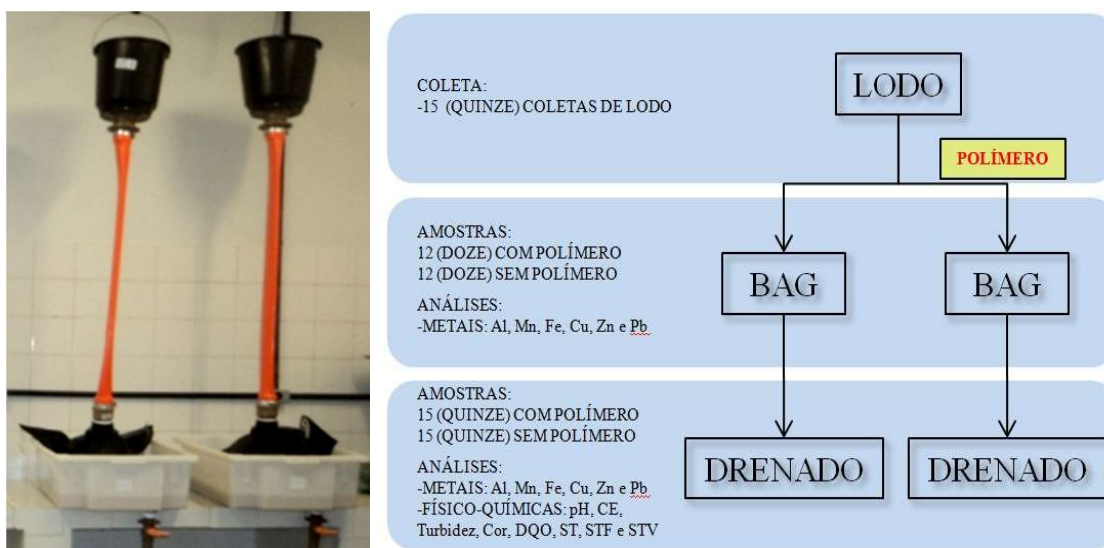 COLETA:
-15 (QUINZE) COLETAS DE LODO
LODO
POLÍMERO
AMOSTRAS:
12 (DOZE) COM POLÍMERO
12 (DOZE) SEM POLÍMERO
ANÁLISES:
-METAIS: Al, Mn, Fe, Cu, Zn e Pb
BAG
BAG
AMOSTRAS:
15 (QUINZE) COM POLÍMERO
15 (QUINZE) SEM POLÍMERO
ANÁLISES:
-METAIS: Al, Mn, Fe, Cu, Zn e Pb
-FÍSICO-QUÍMICAS: pH, CE,
Turbidez, Cor, DQO, ST, STF e STV
DRENADO
DRENADO